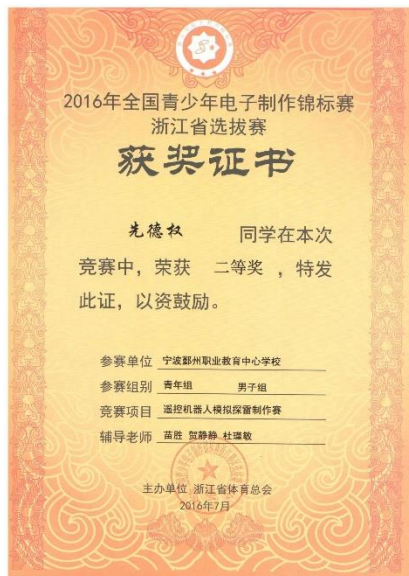 2016年全国青少年电子制作锦标赛
浙江省选拔赛
获奖证书
先德权 同学在本次
竞赛中，荣获 二等奖 ，特发
此证，以资鼓励。
参赛单位 宁波鄞州职业教育中心学校
参赛组别 青年组 男子组
竞赛项目 遥控机器人模拟探雷制作赛
辅导老师 苗胜 贺静静 杜瑾敏
主办单位 浙江省体育总会
2016年7月